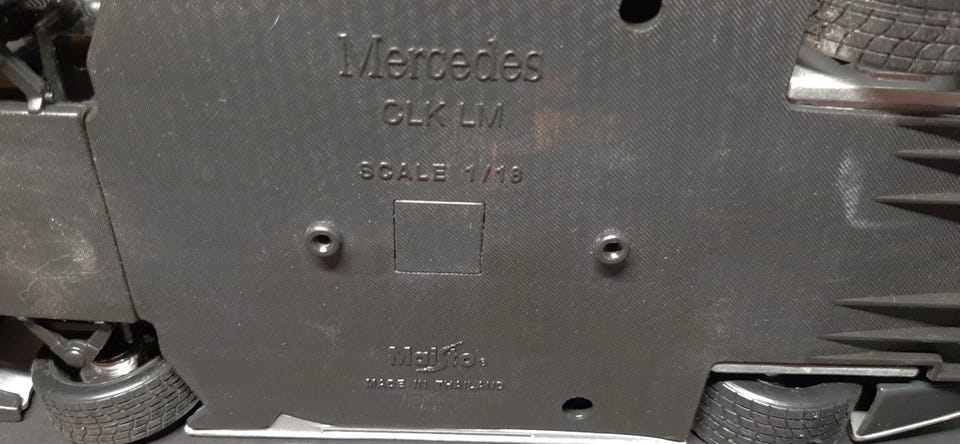 Mercedes
CLK LM
SCALE 1/18
Maisto®
MADE IN THAILAND